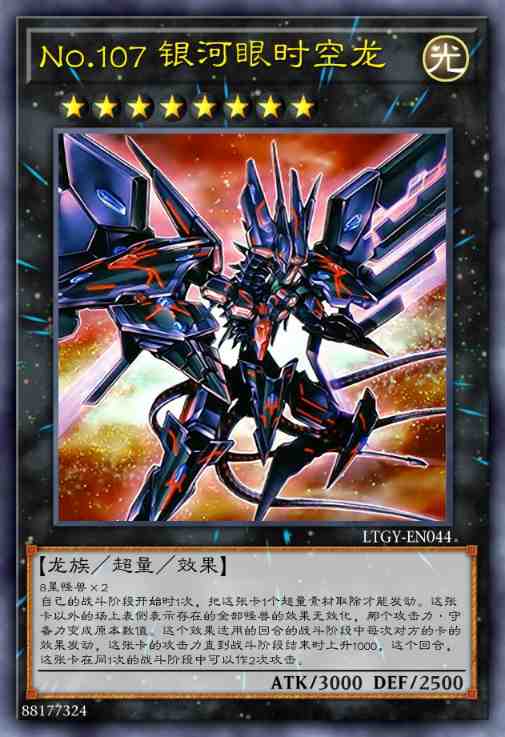 No.107 银河眼时空龙
光
LTGY-EN044
【龙族／超量／效果】
8星怪兽×2
自己的战斗阶段开始时1次，把这张卡1个超量素材取除才能发动。这张
卡以外的场上表侧表示存在的全部怪兽的效果无效化，那个攻击力·守
备力变成原本数值。这个效果适用的回合的战斗阶段中每次对方的卡的
效果发动，这张卡的攻击力直到战斗阶段结束时上升1000，这个回合，
这张卡在同1次的战斗阶段中可以作2次攻击。
ATK/3000 DEF/2500
88177324